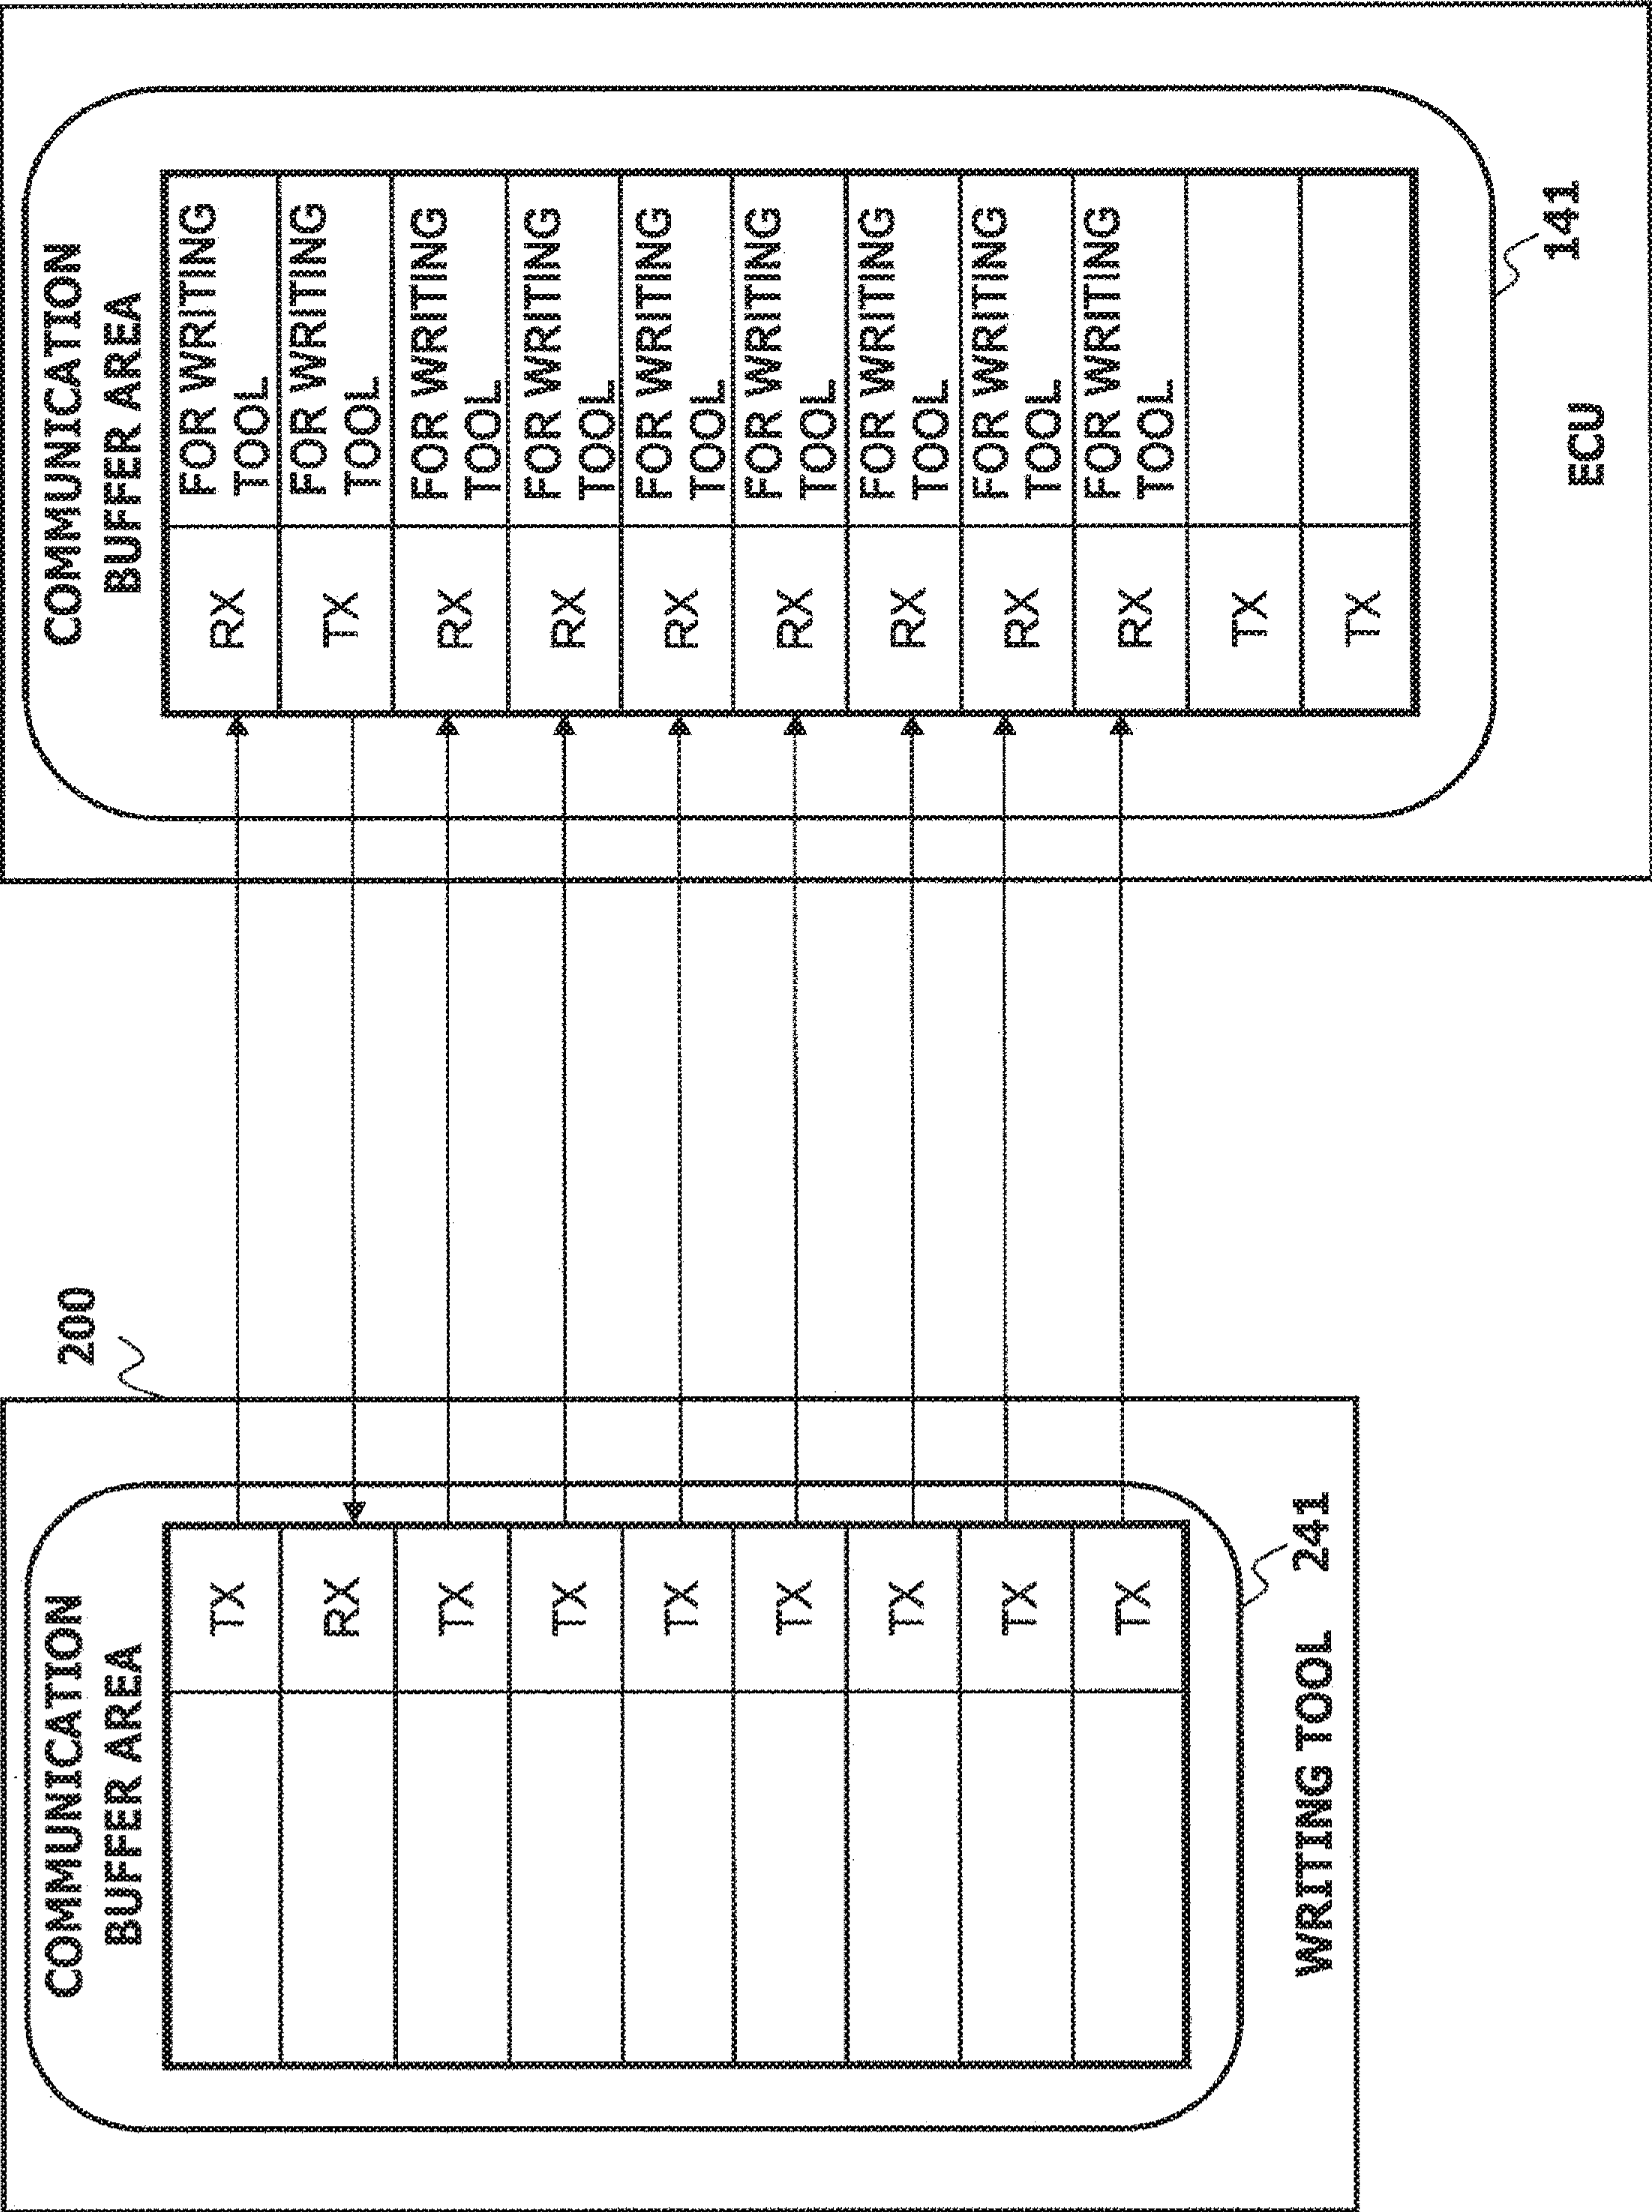 200
COMMUNICATION
BUFFER AREA
TX
RX
TX
TX
TX
TX
TX
TX
TX
241
WRITING TOOL
COMMUNICATION
BUFFER AREA
RX
FOR WRITING
TOOL
TX
FOR WRITING
TOOL
RX
FOR WRITING
TOOL
RX
FOR WRITING
TOOL
RX
FOR WRITING
TOOL
RX
FOR WRITING
TOOL
RX
FOR WRITING
TOOL
RX
FOR WRITING
TOOL
RX
FOR WRITING
TOOL
TX
TX
141
ECU